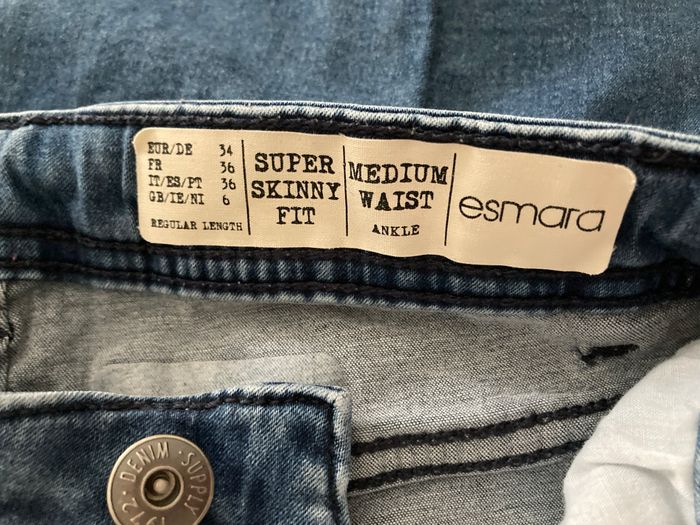 EUR/DE 34
FR 36
IT/ES/PT 36
GB/IE/NI 6
REGULAR LENGTH
SUPER
SKINNY
FIT
MEDIUM
WAIST
ANKLE
esmara
DENIM · SUPPLY